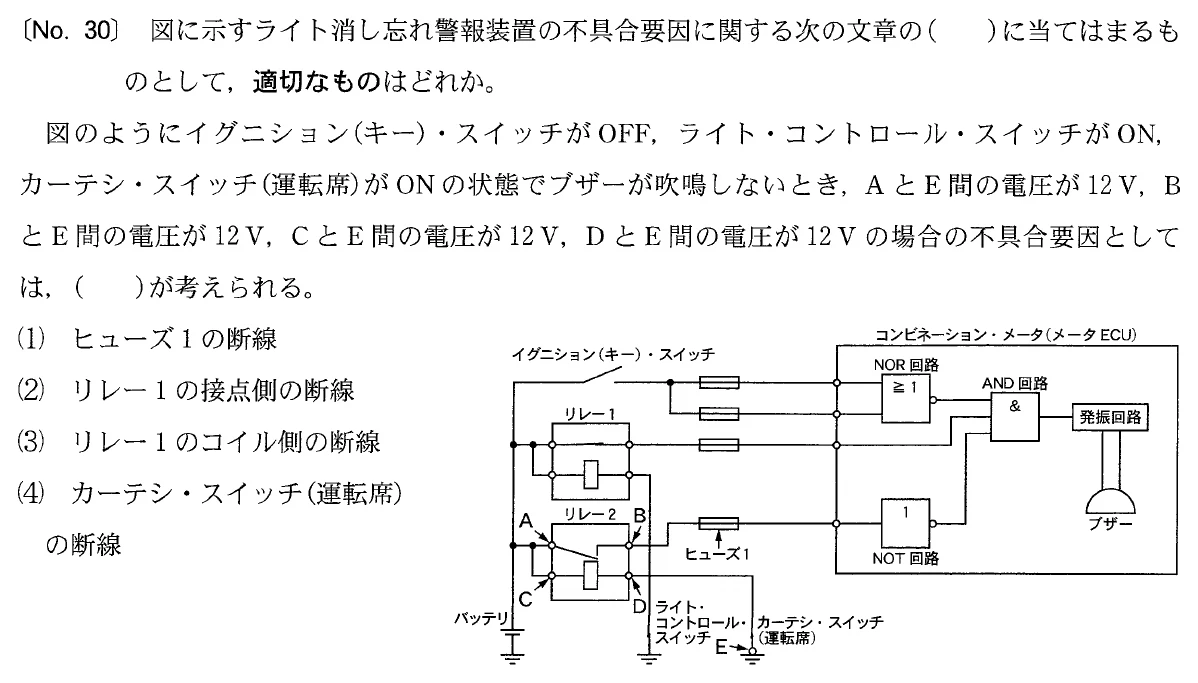 〔No. 30〕 図に示すライト消し忘れ警報装置の不具合要因に関する次の文章の(　　)に当てはまるも
のとして，適切なものはどれか。
図のようにイグニション(キー)・スイッチがOFF，ライト・コントロール・スイッチがON，
カーテシ・スイッチ(運転席)がONの状態でブザーが吹鳴しないとき，AとE間の電圧が12V，B
とE間の電圧が12V，CとE間の電圧が12V，DとE間の電圧が12Vの場合の不具合要因として
は，(　　)が考えられる。
(1) ヒューズ1の断線
(2) リレー1の接点側の断線
(3) リレー1のコイル側の断線
(4) カーテシ・スイッチ(運転席)
の断線
コンビネーション・メータ(メータECU)
イグニション(キー)・スイッチ
NOR回路
≧1
AND回路
&
発振回路
リレー1
ブザー
リレー2
A
B
ヒューズ1
1
NOT回路
C
D
バッテリ
ライト・
コントロール・
スイッチ
カーテシ・スイッチ
(運転席)
E